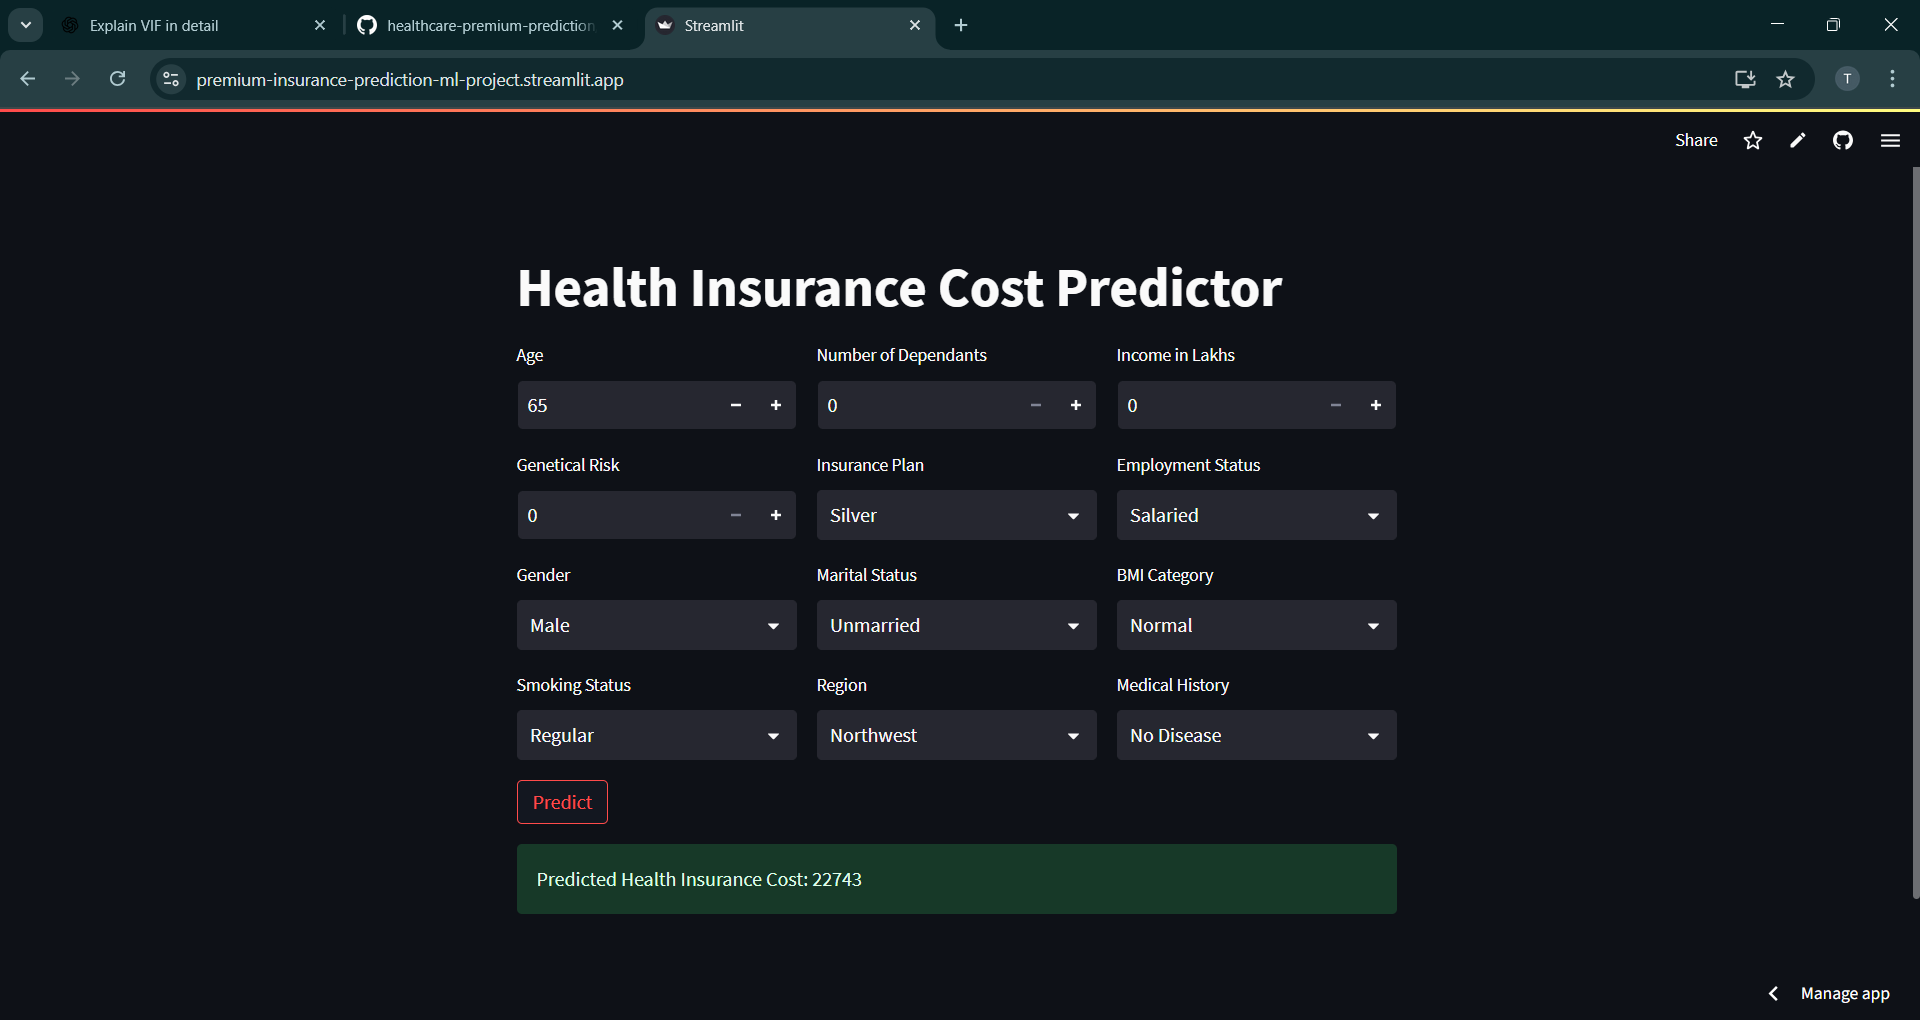 Explain VIF in detail
healthcare-premium-prediction
Streamlit
premium-insurance-prediction-ml-project.streamlit.app
T
Share
Health Insurance Cost Predictor
Age Number of Dependants Income in Lakhs
65 0 0
Genetical Risk Insurance Plan Employment Status
0 Silver Salaried
Gender Marital Status BMI Category
Male Unmarried Normal
Smoking Status Region Medical History
Regular Northwest No Disease
Predict
Predicted Health Insurance Cost: 22743
Manage app